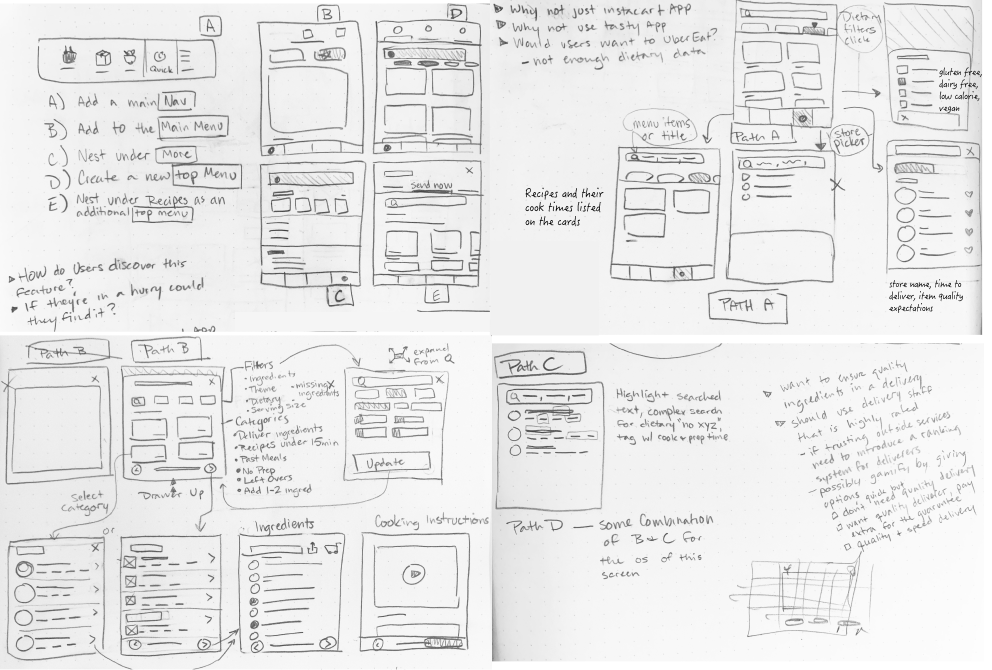 A
Quick
A) Add a main Nav
B) Add to the Main Menu
C) Nest under More
D) Create a new top Menu
E) Nest under Recipes as an
additional top menu
How do users discover this
feature?
If they're in a hurry could
they find it?
B
D
C
send now
E
Why not just instacart App
Why not use tasty App
Would users want to UberEat?
- not enough dietary data
menu items
or title
Recipes and their
cook times listed
on the cards
Path A
Dietary
filters
click
store
picker
gluten free,
dairy free,
low calorie,
vegan
PATH A
store name, time to
deliver, item quality
expectations
Path B
Path B
Filters
• Ingredients
• Theme
• Dietary
• Serving Size
• missing
ingredients
Categories
• Deliver ingredients
• Recipes under 15min
• Past Meals
• No Prep
• Left Overs
• Add 1-2 ingred
expand
from Q
Update
Select
category
Drawer Up
or
Ingredients
Cooking Instructions
Path C
Highlight searched
text, complex search
for dietary "no xyz",
tag w/ cook & prep time
Path D — some combination
of B & C for
the os of this
screen
want to ensure quality
ingredients in a delivery
should use delivery staff
that is highly rated
- if trusting outside services
need to introduce a ranking
system for deliverers
- possibly gamify by giving
options
quick but
don't need quality delivery
want quality deliverer, pay
extra for the guarantee
quality + speed delivery